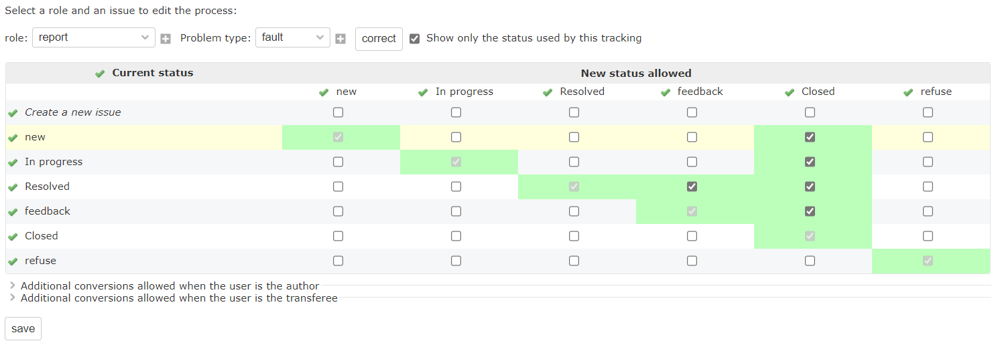 Select a role and an issue to edit the process:
role: report Problem type: fault correct Show only the status used by this tracking
Current status New status allowed
new In progress Resolved feedback Closed refuse
Create a new issue
new
In progress
Resolved
feedback
Closed
refuse
Additional conversions allowed when the user is the author
Additional conversions allowed when the user is the transferee
save